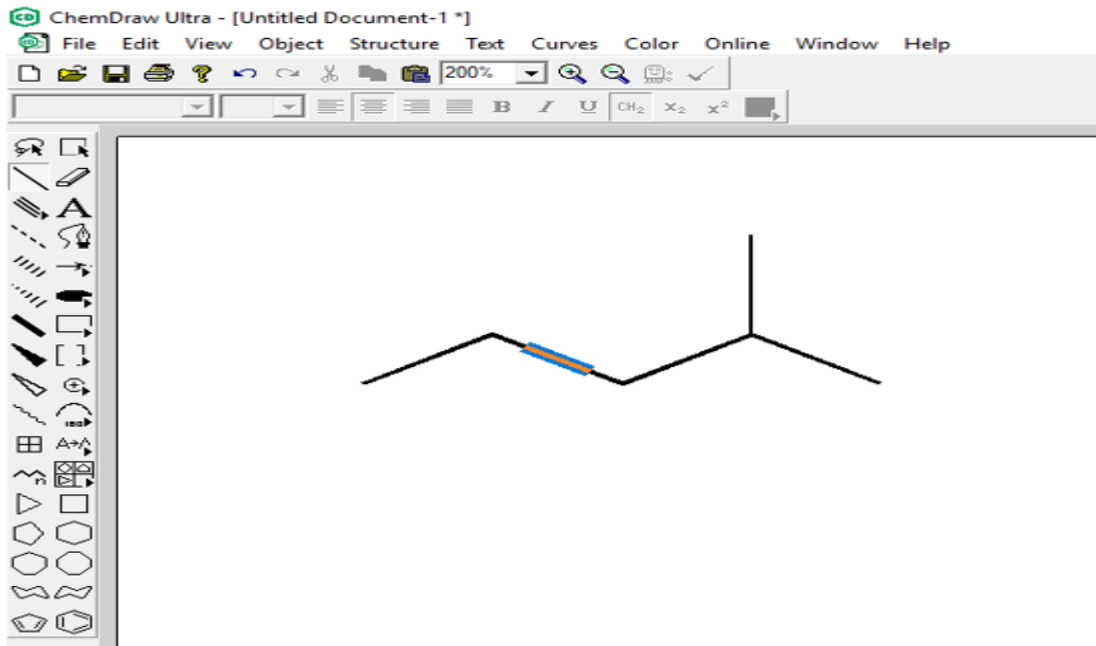 ChemDraw Ultra - [Untitled Document-1 *]
File Edit View Object Structure Text Curves Color Online Window Help
200%
B I U CH₂ X₂ X²
A